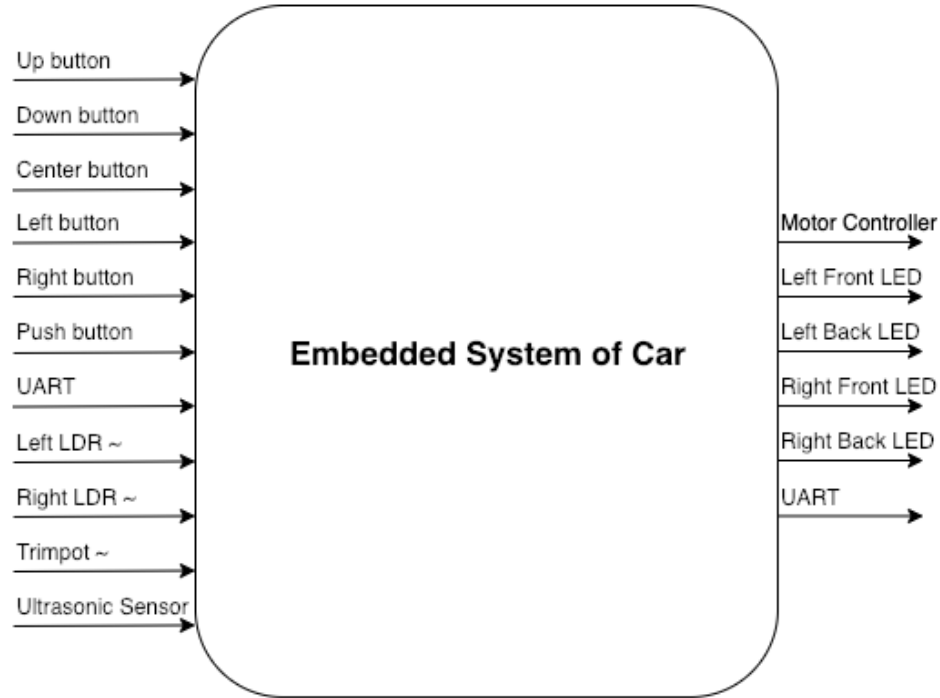 Up button
Down button
Center button
Left button
Right button
Push button
UART
Left LDR ~
Right LDR ~
Trimpot ~
Ultrasonic Sensor
Embedded System of Car
Motor Controller
Left Front LED
Left Back LED
Right Front LED
Right Back LED
UART